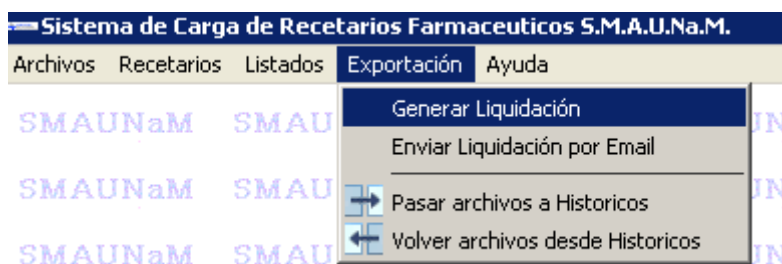 Sistema de Carga de Recetarios Farmaceuticos S.M.A.U.Na.M.
Archivos Recetarios Listados Exportación Ayuda
Generar Liquidación
SMAUNaM SMAU
Enviar Liquidación por Email
SMAUNaM SMAU
Pasar archivos a Historicos
Volver archivos desde Historicos
SMAUNaM SMAU